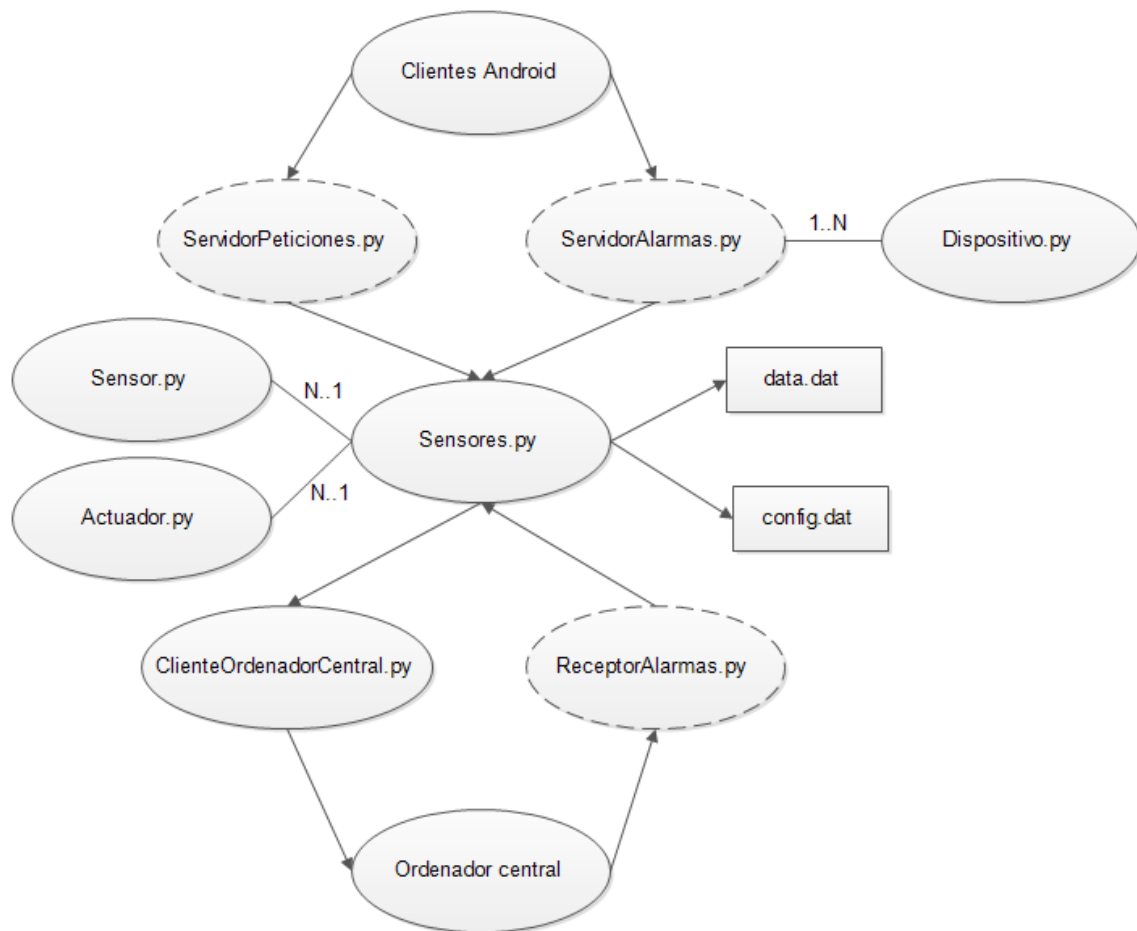 Clientes Android
ServidorPeticiones.py
ServidorAlarmas.py
1..N
Dispositivo.py
Sensor.py
N..1
data.dat
Sensores.py
Actuador.py
N..1
config.dat
ClienteOrdenadorCentral.py
ReceptorAlarmas.py
Ordenador central